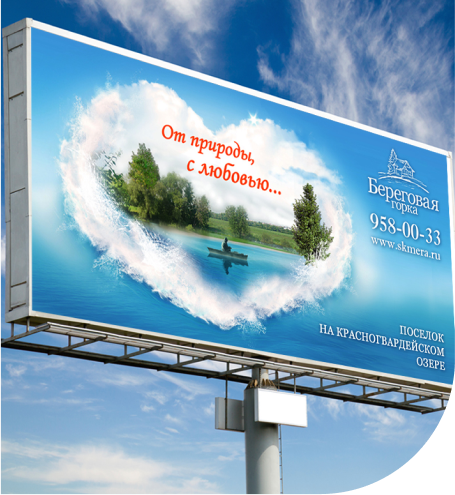 От природы,
с любовью...
Береговая
горка
958-00-33
www.skmera.ru
ПОСЕЛОК
НА КРАСНОГВАРДЕЙСКОМ
ОЗЕРЕ